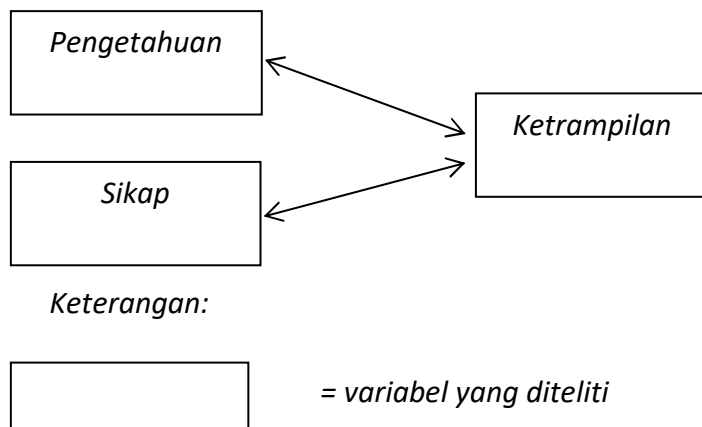 Pengetahuan
Ketrampilan
Sikap
Keterangan:
= variabel yang diteliti